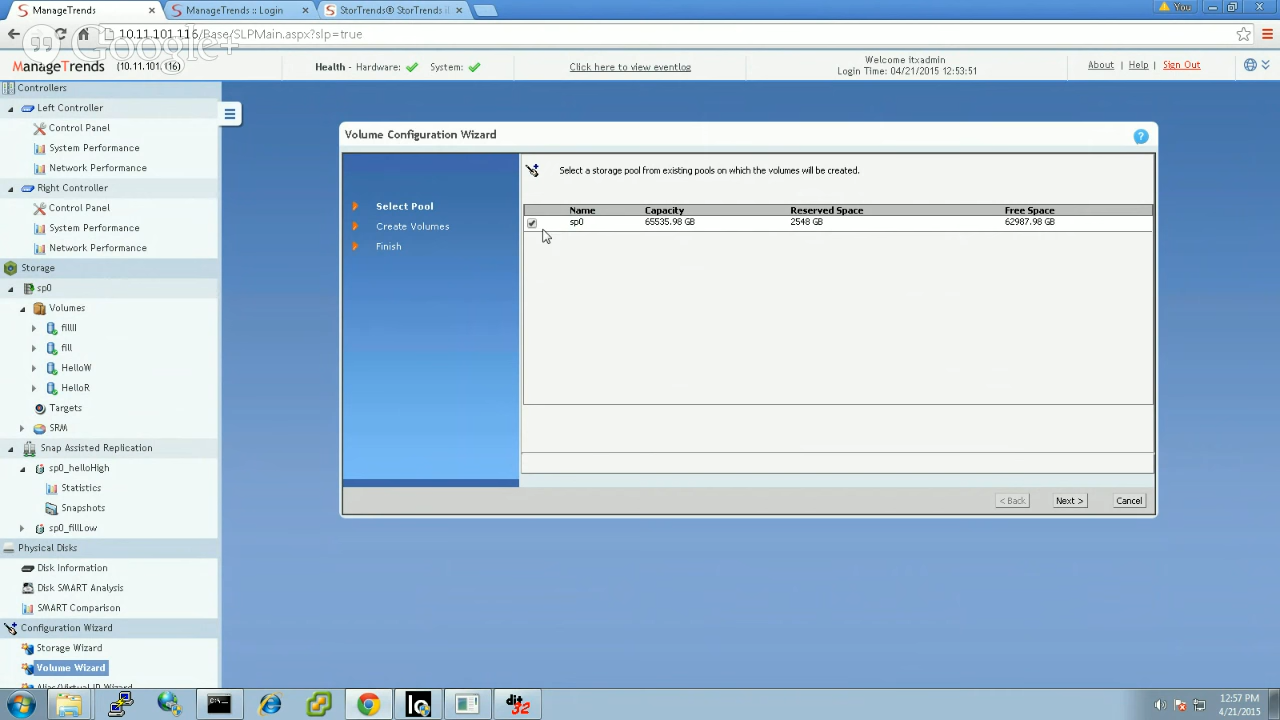 ManageTrends
ManageTrends :: Login
StorTrends® StorTrends i
You
10.11.101.116/Base/SLPMain.aspx?slp=true
Google+
ManageTrends (10.11.101.116)
Health - Hardware: System:
Click here to view eventlog
Welcome itxadmin
Login Time: 04/21/2015 12:53:51
About | Help | Sign Out
Controllers
Left Controller
Control Panel
System Performance
Network Performance
Right Controller
Control Panel
System Performance
Network Performance
Storage
sp0
Volumes
fillII
fill
HelloW
HelloR
Targets
SRM
Snap Assisted Replication
sp0_helloHigh
Statistics
Snapshots
sp0_fillLow
Physical Disks
Disk Information
Disk SMART Analysis
SMART Comparison
Configuration Wizard
Storage Wizard
Volume Wizard
Alias/Virtual IP Wizard
Volume Configuration Wizard
?
Select Pool
Create Volumes
Finish
Select a storage pool from existing pools on which the volumes will be created.
Name Capacity Reserved Space Free Space
sp0 65535.98 GB 2548 GB 62987.98 GB
< Back Next > Cancel
12:57 PM
4/21/2015